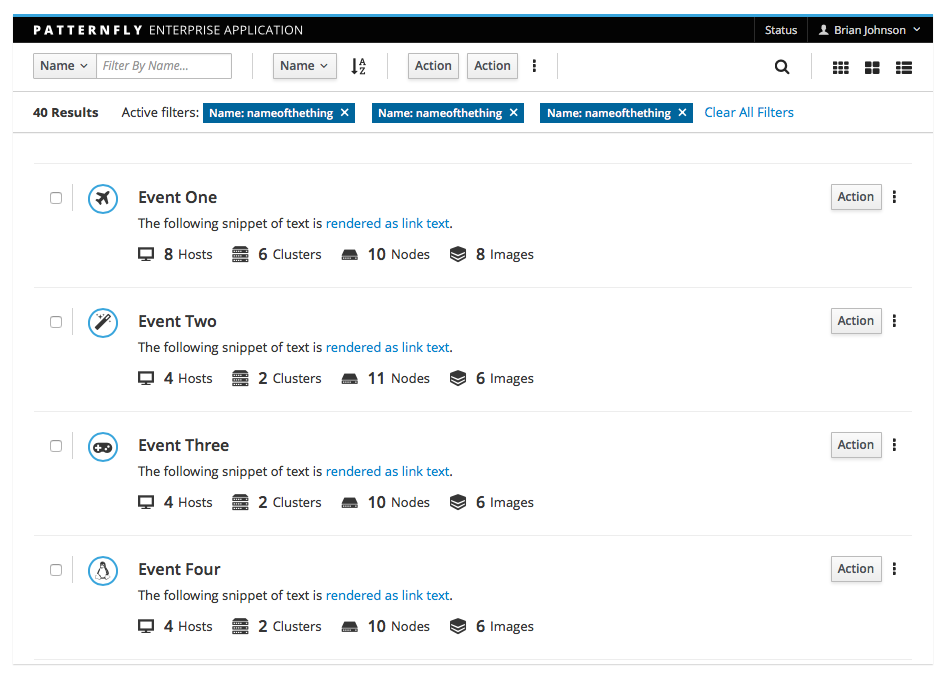 PATTERNFLY ENTERPRISE APPLICATION Status Brian Johnson
Name Filter By Name... Name A Z Action Action
40 Results Active filters: Name: nameofthething × Name: nameofthething × Name: nameofthething × Clear All Filters
Event One Action
The following snippet of text is rendered as link text.
8 Hosts 6 Clusters 10 Nodes 8 Images
Event Two Action
The following snippet of text is rendered as link text.
4 Hosts 2 Clusters 11 Nodes 6 Images
Event Three Action
The following snippet of text is rendered as link text.
4 Hosts 2 Clusters 10 Nodes 6 Images
Event Four Action
The following snippet of text is rendered as link text.
4 Hosts 2 Clusters 10 Nodes 6 Images